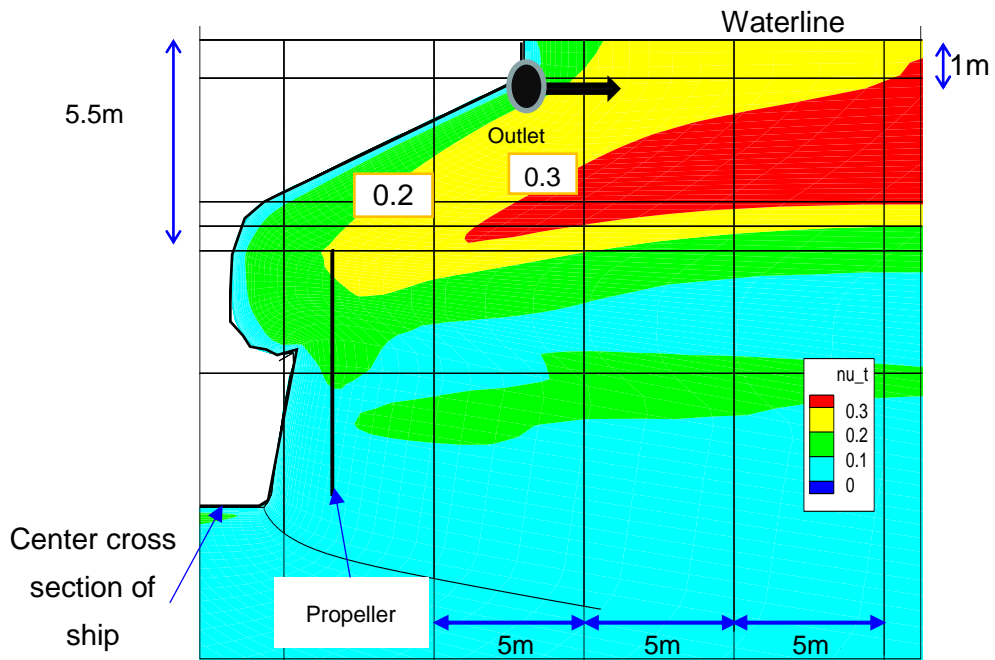 Waterline
1m
5.5m
Outlet
0.2
0.3
nu_t
0.3
0.2
0.1
0
Center cross
section of
ship
Propeller
5m
5m
5m